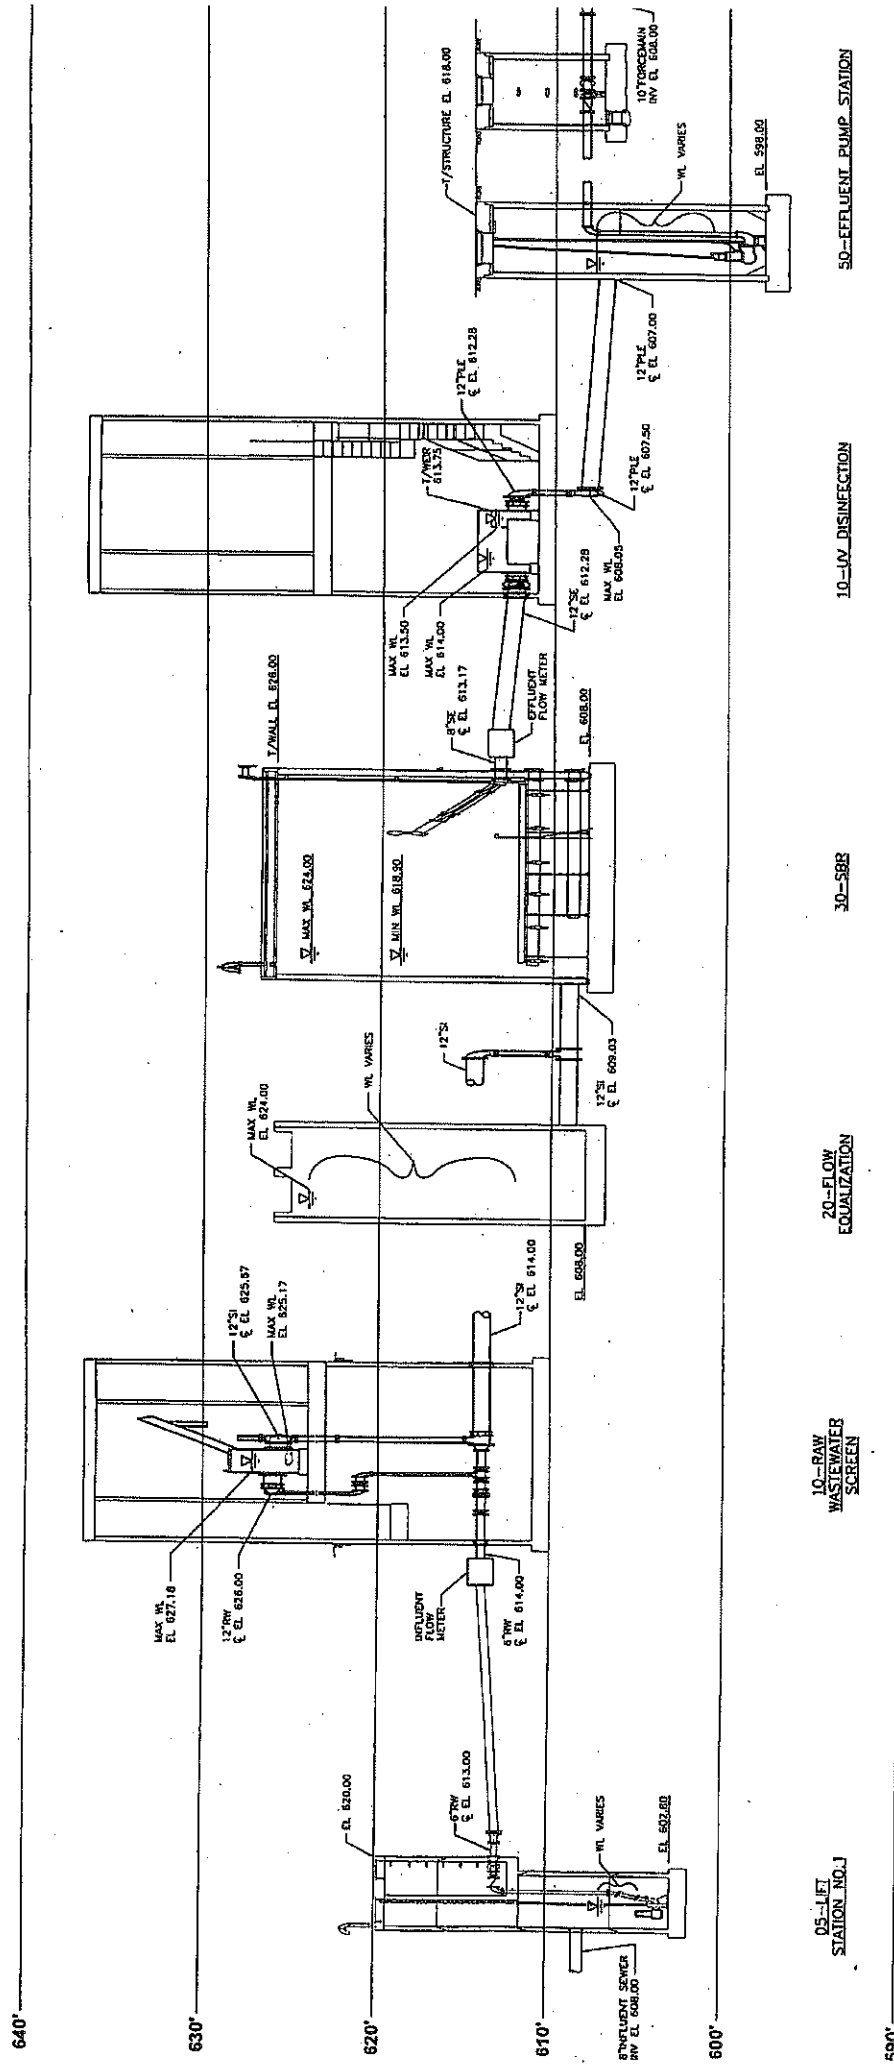 640'
630'
620'
610'
600'
590'
8"INFLUENT SEWER
INV EL 608.00
EL 620.00
6"RW
℄ EL 613.00
WL VARIES
EL 602.80
05-LIFT
STATION NO.1
MAX WL
EL 627.18
12"RW
℄ EL 626.00
INFLUENT
FLOW
METER
6"RW
℄ EL 614.00
12"SI
℄ EL 625.67
MAX WL
EL 625.17
12"SI
℄ EL 614.00
10-RAW
WASTEWATER
SCREEN
MAX WL
EL 624.00
WL VARIES
EL 608.00
20-FLOW
EQUALIZATION
12"SI
12"SI
℄ EL 609.03
MAX WL 624.00
MIN WL 618.90
T/WALL EL 626.00
8"SE
℄ EL 613.17
EFFLUENT
FLOW METER
EL 608.00
30-SBR
MAX WL
EL 613.50
MAX WL
EL 614.00
12"SE
℄ EL 612.28
T/WEIR
613.75
12"PLE
℄ EL 612.28
MAX WL
EL 608.05
12"PLE
℄ EL 607.50
10-UV DISINFECTION
12"PLE
℄ EL 607.00
T/STRUCTURE EL 618.00
WL VARIES
EL 598.00
10"FORCEMAIN
INV EL 608.00
50-EFFLUENT PUMP STATION